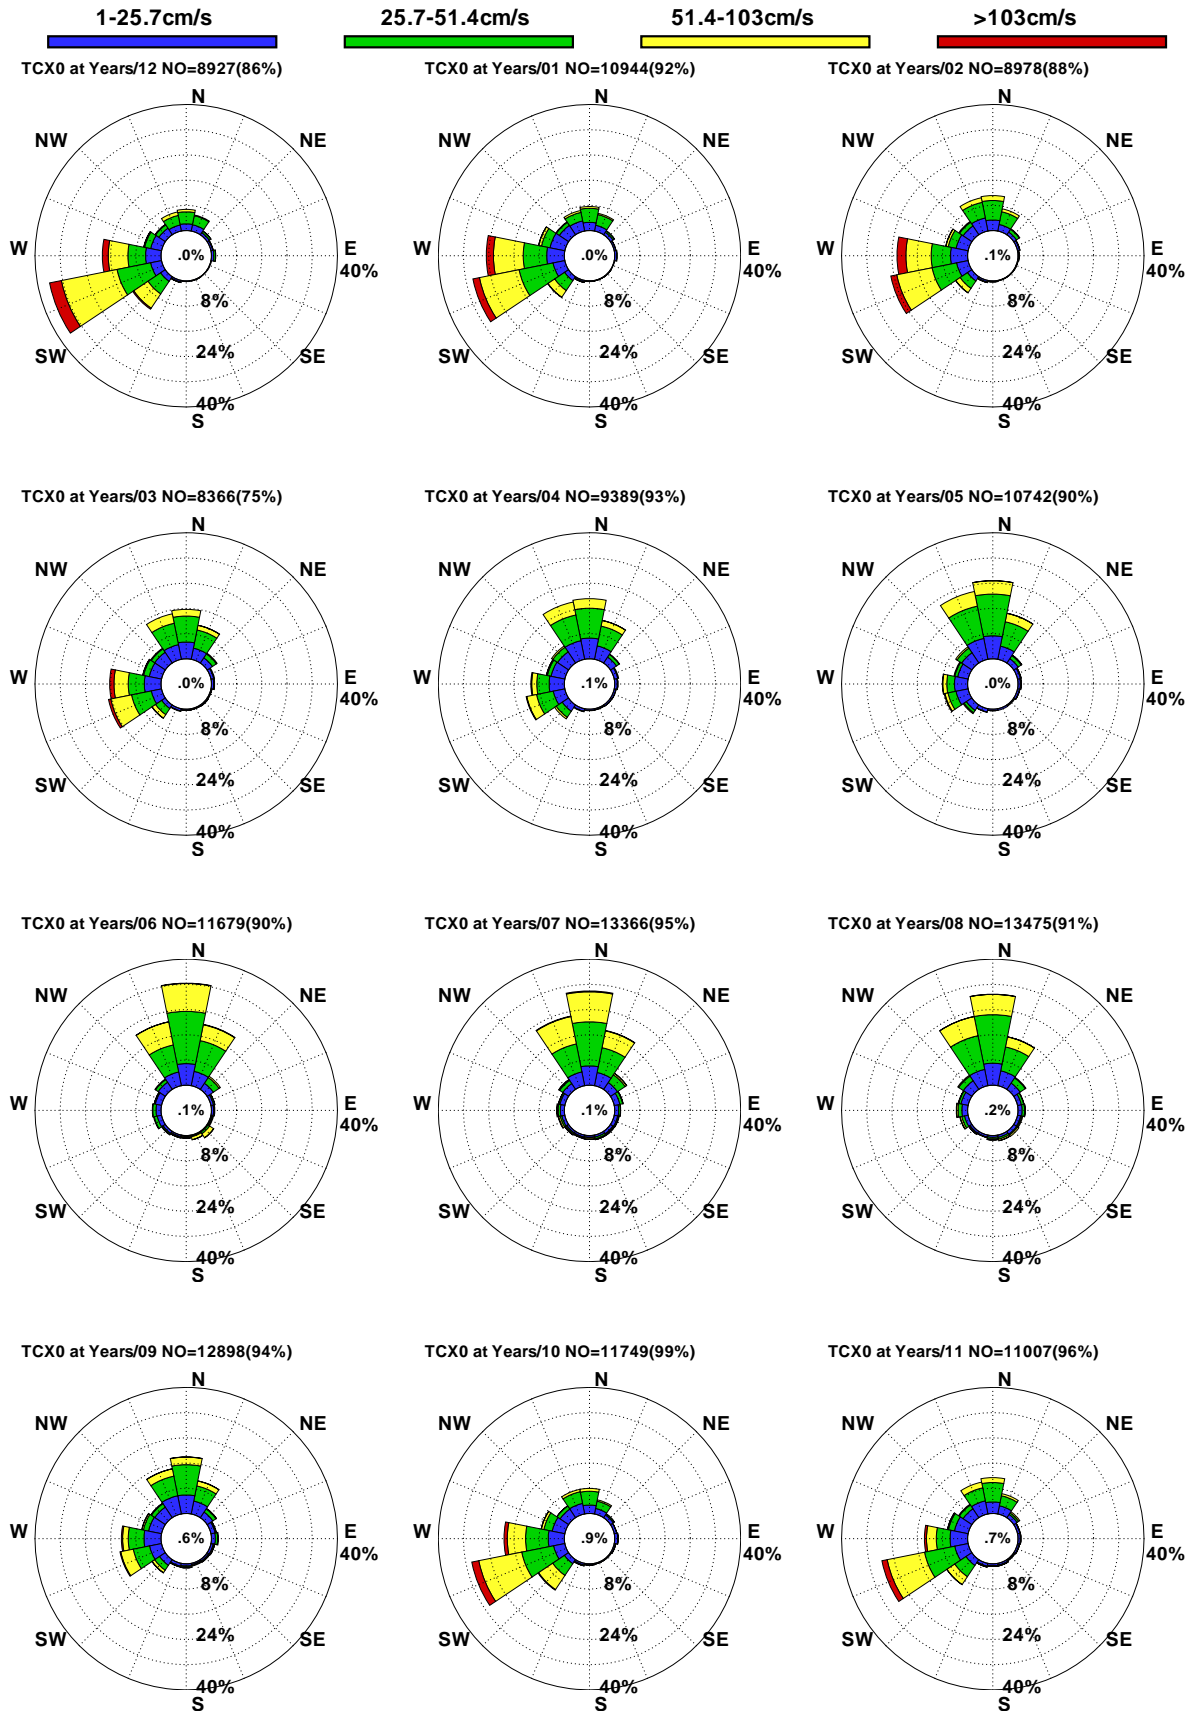 1-25.7cm/s 25.7-51.4cm/s 51.4-103cm/s >103cm/s
TCX0 at Years/12 NO=8927(86%) TCX0 at Years/01 NO=10944(92%) TCX0 at Years/02 NO=8978(88%)
N N N
NW NE NW NE NW NE
W .0% E W .0% E W .1% E
40% 40% 40%
8% 8% 8%
SW 24% SE SW 24% SE SW 24% SE
40% 40% 40%
S S S
TCX0 at Years/03 NO=8366(75%) TCX0 at Years/04 NO=9389(93%) TCX0 at Years/05 NO=10742(90%)
N N N
NW NE NW NE NW NE
W .0% E W .1% E W .0% E
40% 40% 40%
8% 8% 8%
SW 24% SE SW 24% SE SW 24% SE
40% 40% 40%
S S S
TCX0 at Years/06 NO=11679(90%) TCX0 at Years/07 NO=13366(95%) TCX0 at Years/08 NO=13475(91%)
N N N
NW NE NW NE NW NE
W .1% E W .1% E W .2% E
40% 40% 40%
8% 8% 8%
SW 24% SE SW 24% SE SW 24% SE
40% 40% 40%
S S S
TCX0 at Years/09 NO=12898(94%) TCX0 at Years/10 NO=11749(99%) TCX0 at Years/11 NO=11007(96%)
N N N
NW NE NW NE NW NE
W .6% E W .9% E W .7% E
40% 40% 40%
8% 8% 8%
SW 24% SE SW 24% SE SW 24% SE
40% 40% 40%
S S S